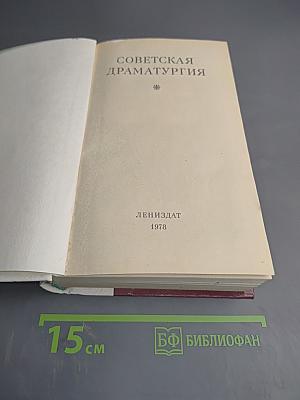 СОВЕТСКАЯ
ДРАМАТУРГИЯ
*
ЛЕНИЗДАТ
1978
15 см
БФ БИБЛИОФАН